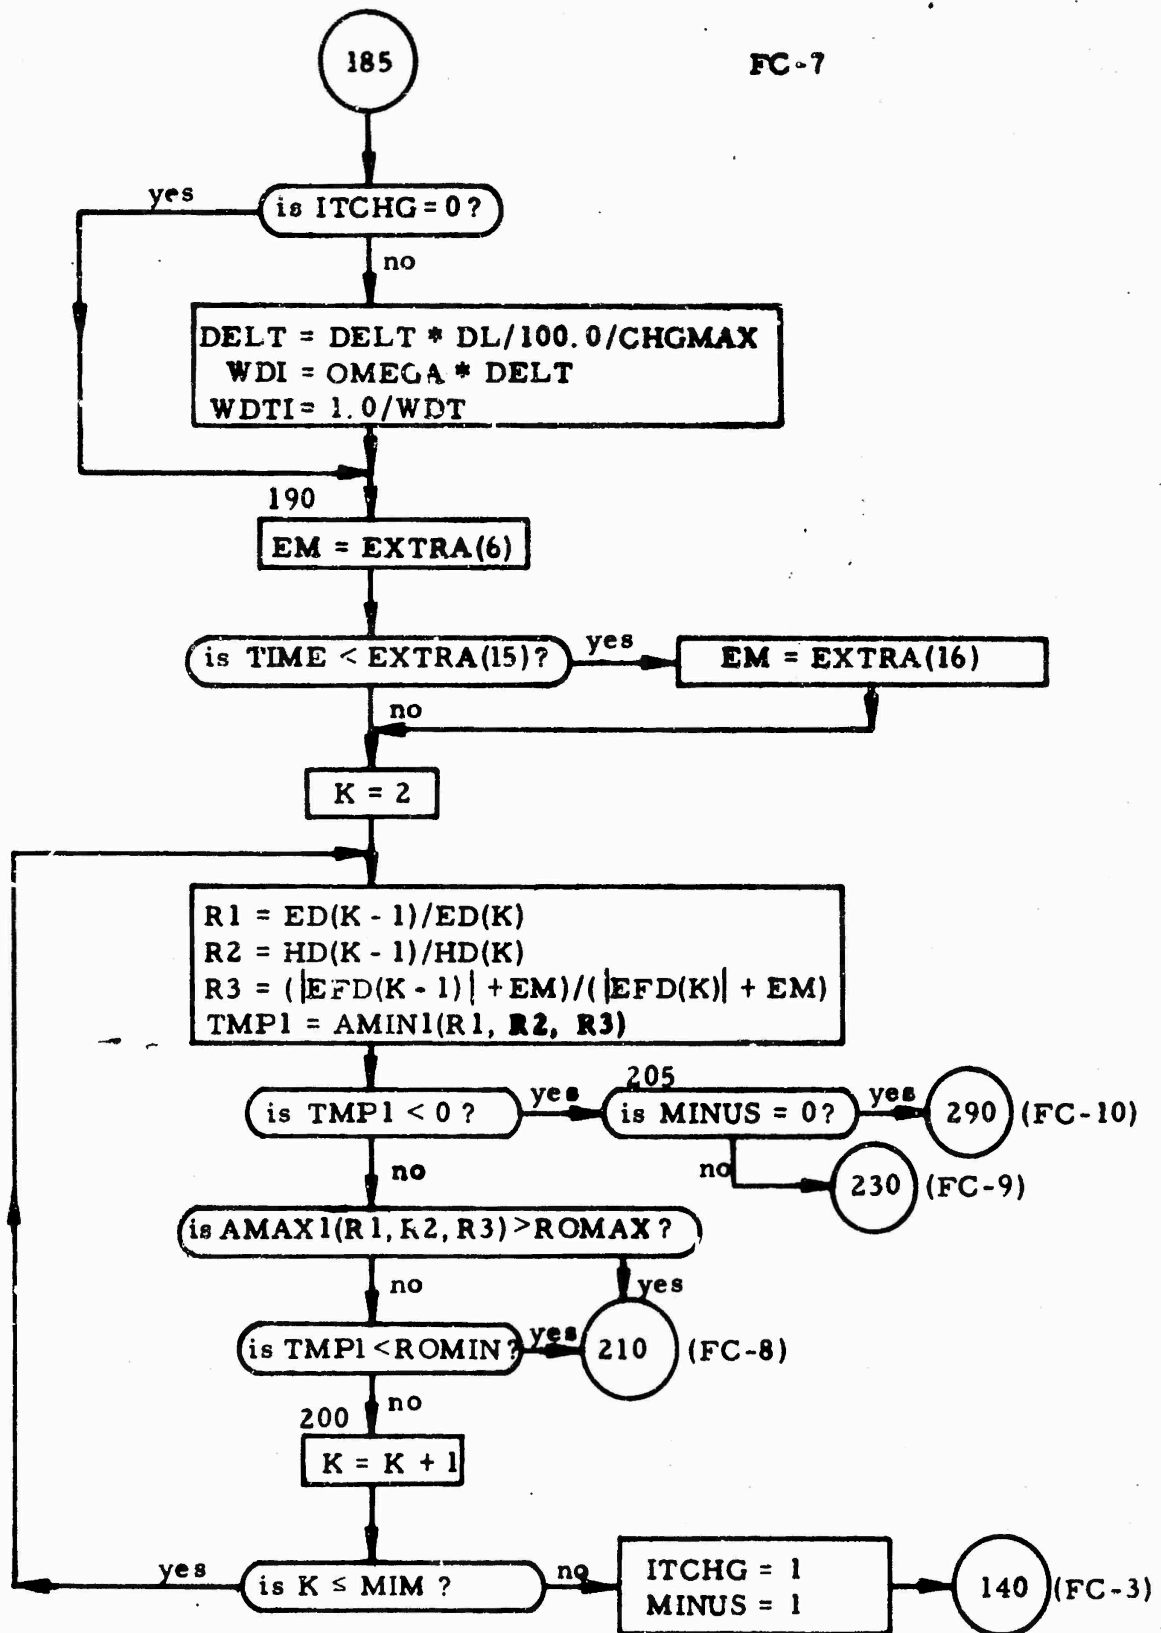 185
FC-7
yes
is ITCHG = 0 ?
no
DELT = DELT * DL/100.0/CHGMAX
WDI = OMEGA * DELT
WDTI = 1.0/WDT
190
EM = EXTRA(6)
is TIME < EXTRA(15)?
yes
EM = EXTRA(16)
no
K = 2
R1 = ED(K - 1)/ED(K)
R2 = HD(K - 1)/HD(K)
R3 = (|EFD(K - 1)| + EM)/(|EFD(K)| + EM)
TMP1 = AMIN1(R1, R2, R3)
is TMP1 < 0 ?
yes
205
is MINUS = 0?
yes
290
(FC-10)
no
no
230
(FC-9)
is AMAX1(R1, R2, R3) > ROMAX ?
no
yes
is TMP1 < ROMIN?
yes
210
(FC-8)
no
200
K = K + 1
yes
is K ≤ MIM ?
no
ITCHG = 1
MINUS = 1
140
(FC-3)